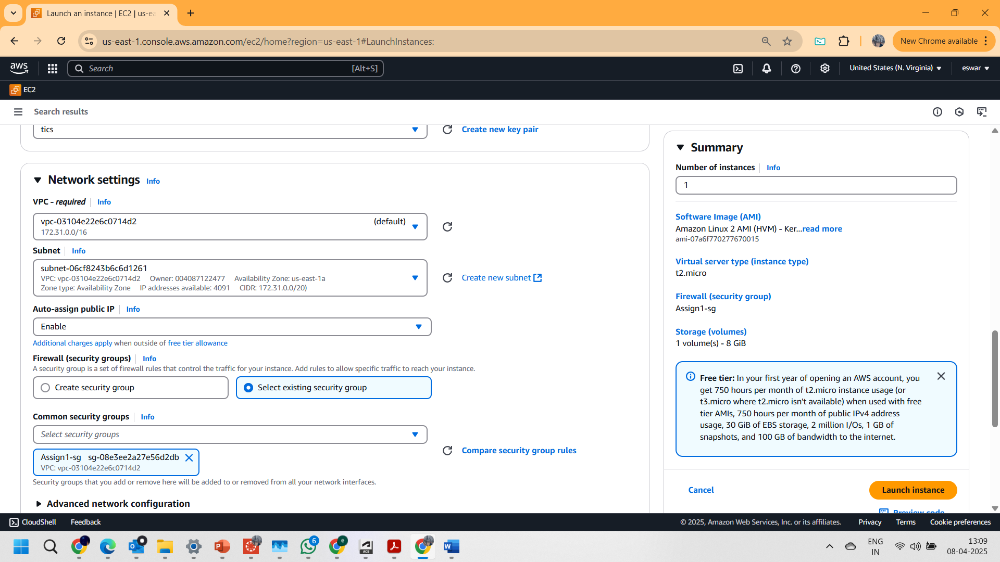 Launch an instance | EC2 | us-ea
us-east-1.console.aws.amazon.com/ec2/home?region=us-east-1#LaunchInstances:
New Chrome available
aws
Search
[Alt+S]
United States (N. Virginia)
eswar
EC2
Search results
tics
Create new key pair
Network settings Info
VPC - required Info
vpc-03104e22e6c0714d2 (default)
172.31.0.0/16
Subnet Info
subnet-06cf8243b6c6d1261
VPC: vpc-03104e22e6c0714d2 Owner: 004087122477 Availability Zone: us-east-1a
Zone type: Availability Zone IP addresses available: 4091 CIDR: 172.31.0.0/20)
Create new subnet
Auto-assign public IP Info
Enable
Additional charges apply when outside of free tier allowance
Firewall (security groups) Info
A security group is a set of firewall rules that control the traffic for your instance. Add rules to allow specific traffic to reach your instance.
Create security group
Select existing security group
Common security groups Info
Select security groups
Assign1-sg sg-08e3ee2a27e56d2db
VPC: vpc-03104e22e6c0714d2
Compare security group rules
Security groups that you add or remove here will be added to or removed from all your network interfaces.
Advanced network configuration
Summary
Number of instances Info
1
Software Image (AMI)
Amazon Linux 2 AMI (HVM) - Ker...read more
ami-07a6f770277670015
Virtual server type (instance type)
t2.micro
Firewall (security group)
Assign1-sg
Storage (volumes)
1 volume(s) - 8 GiB
Free tier: In your first year of opening an AWS account, you
get 750 hours per month of t2.micro instance usage (or
t3.micro where t2.micro isn't available) when used with free
tier AMIs, 750 hours per month of public IPv4 address
usage, 30 GiB of EBS storage, 2 million I/Os, 1 GB of
snapshots, and 100 GB of bandwidth to the internet.
Cancel
Launch instance
Preview code
CloudShell
Feedback
© 2025, Amazon Web Services, Inc. or its affiliates.
Privacy
Terms
Cookie preferences
6
e
ACS
ENG
IN
13:09
08-04-2025